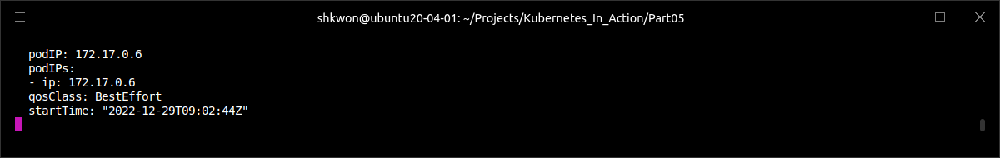 shkwon@ubuntu20-04-01: ~/Projects/Kubernetes_In_Action/Part05
podIP: 172.17.0.6
podIPs:
- ip: 172.17.0.6
qosClass: BestEffort
startTime: "2022-12-29T09:02:44Z"